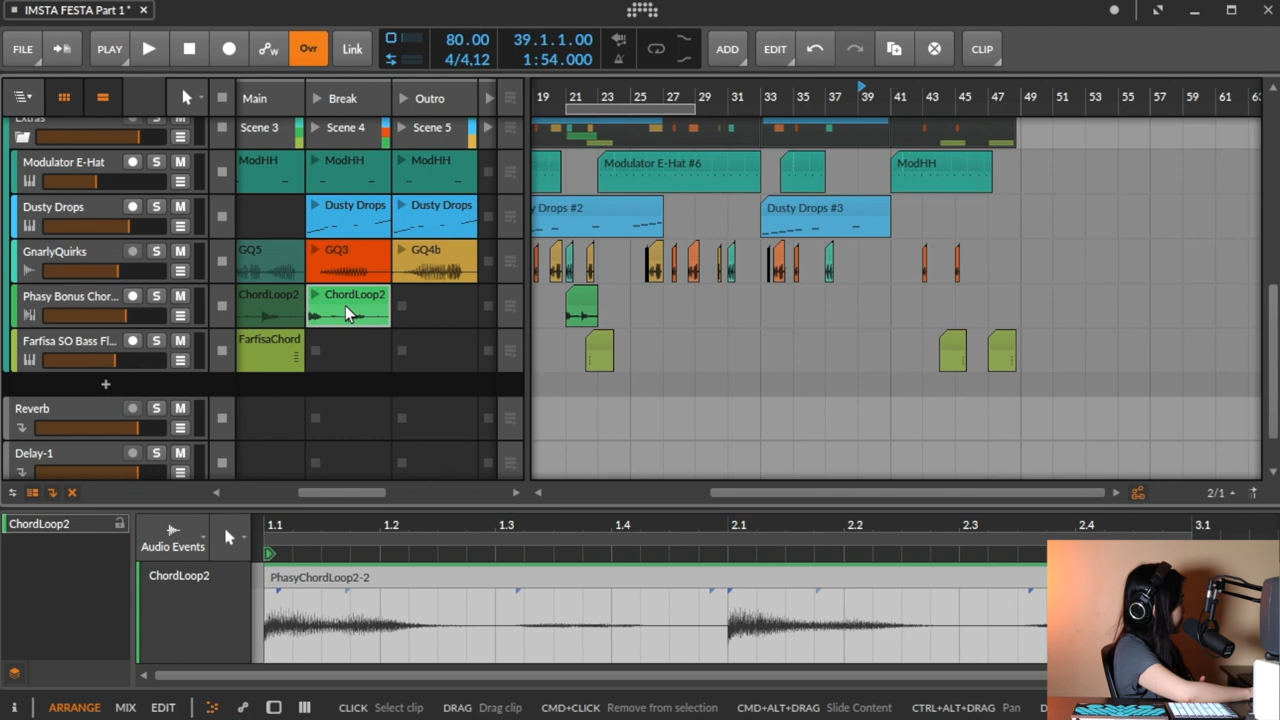 IMSTA FESTA Part 1 *
FILE PLAY Ovr Link 80.00 39.1.1.00 ADD EDIT CLIP
4/4,12 1:54.000
Main Break Outro 19 21 23 25 27 29 31 33 35 37 39 41 43 45 47 49 51 53 55 57 59 61 63
Extras Scene 3 Scene 4 Scene 5
Modulator E-Hat S M ModHH ModHH ModHH Modulator E-Hat #6 ModHH
Dusty Drops S M Dusty Drops Dusty Drops y Drops #2 Dusty Drops #3
GnarlyQuirks S M GQ5 GQ3 GQ4b
Phasy Bonus Chor... S M ChordLoop2 ChordLoop2
Farfisa SO Bass Fl... S M FarfisaChord
+
Reverb S M
Delay-1 S M
2/1
ChordLoop2 Audio Events 1.1 1.2 1.3 1.4 2.1 2.2 2.3 2.4 3.1
ChordLoop2 PhasyChordLoop2-2
i ARRANGE MIX EDIT CLICK Select clip DRAG Drag clip CMD+CLICK Remove from selection CMD+ALT+DRAG Slide Content CTRL+ALT+DRAG Pan D